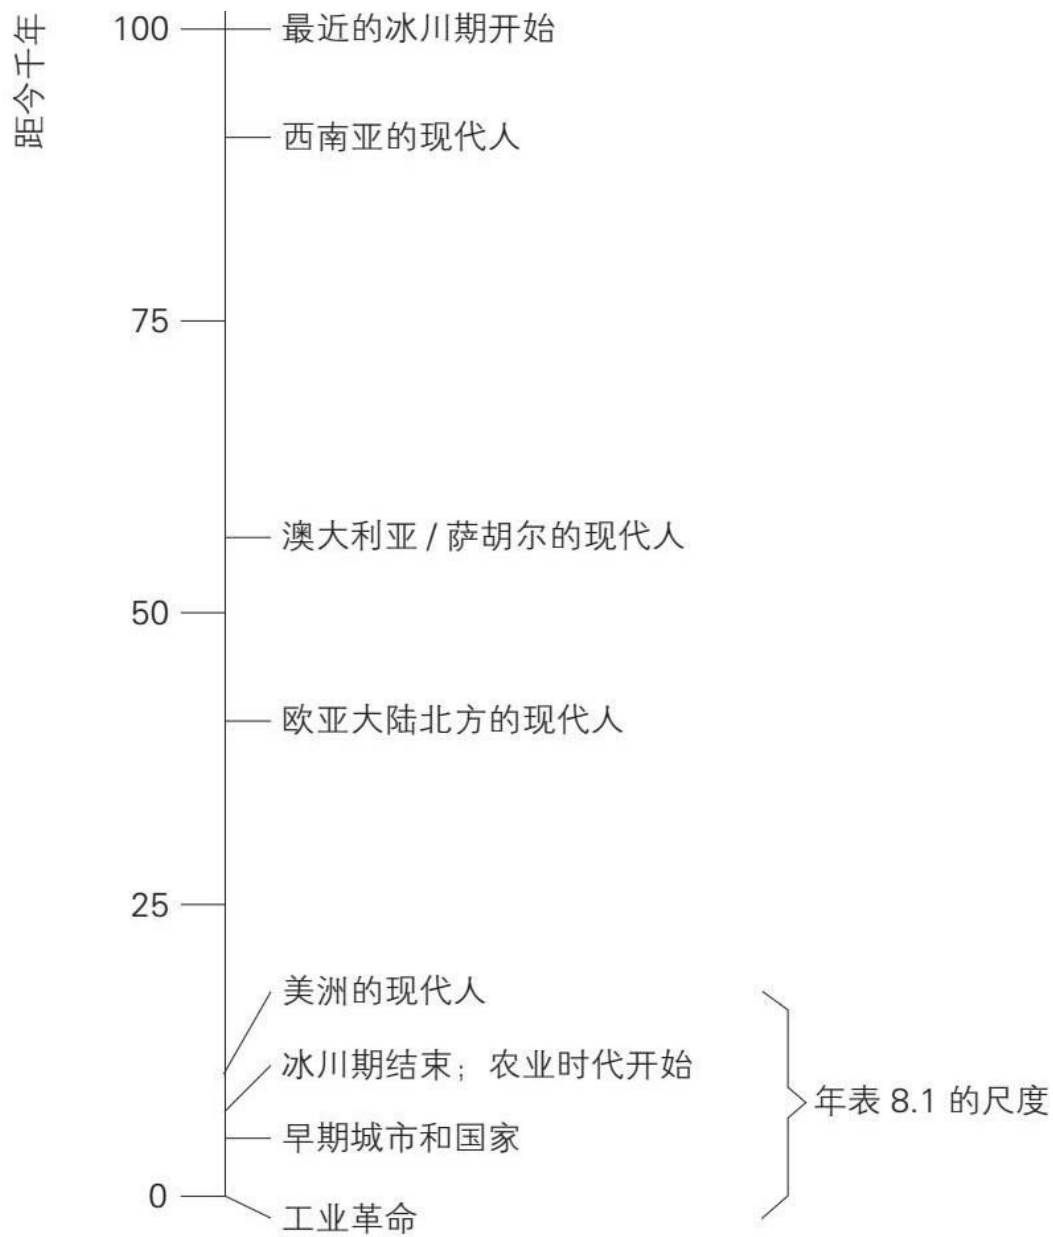 距今千年
100
最近的冰川期开始
西南亚的现代人
75
澳大利亚 / 萨胡尔的现代人
50
欧亚大陆北方的现代人
25
美洲的现代人
冰川期结束；农业时代开始
年表 8.1 的尺度
早期城市和国家
0
工业革命